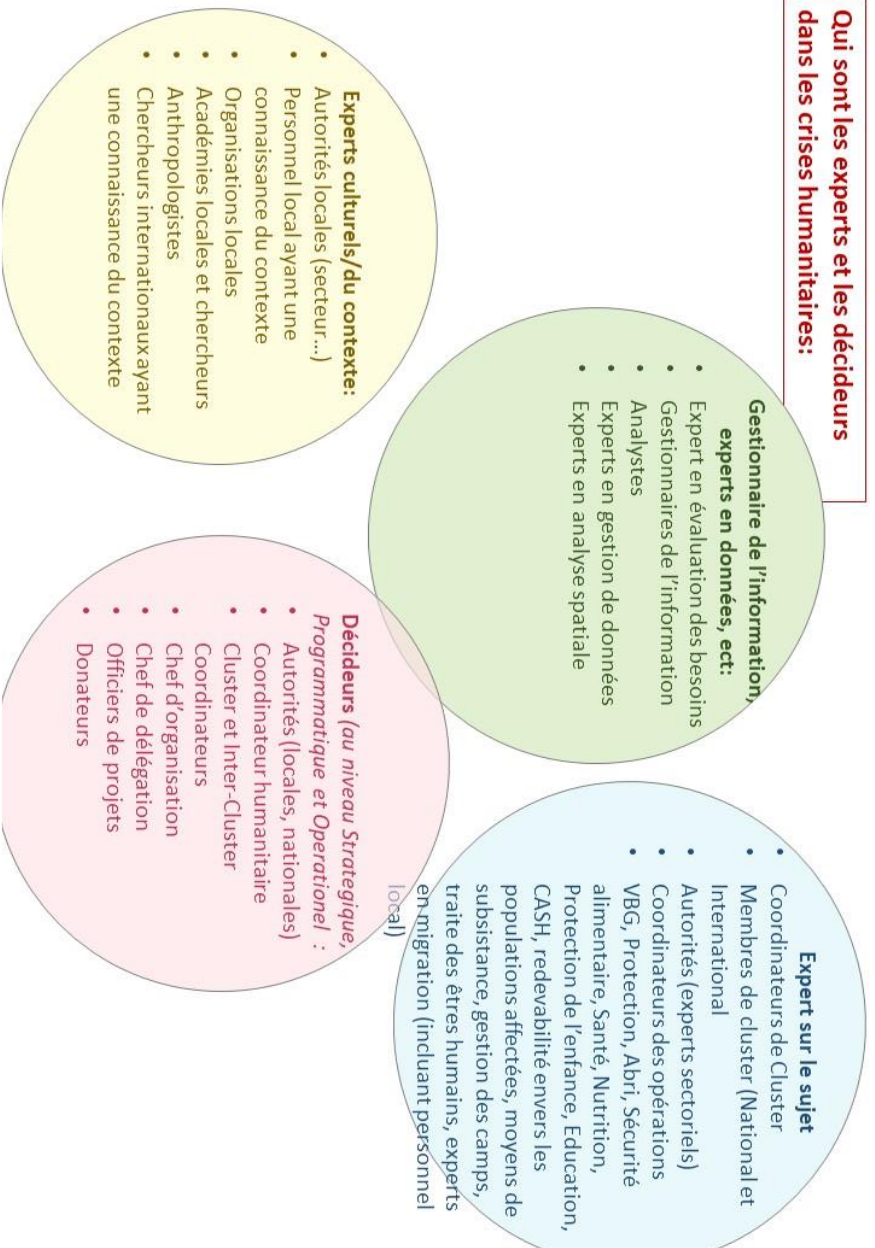 Qui sont les experts et les décideurs
dans les crises humanitaires:
Experts culturels/du contexte:
• Autorités locales (secteur...)
• Personnel local ayant une
connaissance du contexte
• Organisations locales
• Académies locales et chercheurs
• Anthropologistes
• Chercheurs internationaux ayant
une connaissance du contexte
Gestionnaire de l'information,
experts en données, ect:
• Expert en évaluation des besoins
• Gestionnaires de l'information
• Analystes
• Experts en gestion de données
• Experts en analyse spatiale
Décideurs (au niveau Strategique,
Programmatique et Operationel :
• Autorités (locales, nationales)
• Coordinateur humanitaire
• Cluster et Inter-Cluster
Coordinateurs
• Chef d'organisation
• Chef de délégation
• Officiers de projets
• Donateurs
Expert sur le sujet
• Coordinateurs de Cluster
• Membres de cluster (National et
International
• Autorités (experts sectoriels)
• Coordinateurs des opérations
• VBG, Protection, Abri, Sécurité
alimentaire, Santé, Nutrition,
Protection de l'enfance, Education,
CASH, redevabilité envers les
populations affectées, moyens de
subsistance, gestion des camps,
traite des êtres humains, experts
en migration (incluant personnel
local)